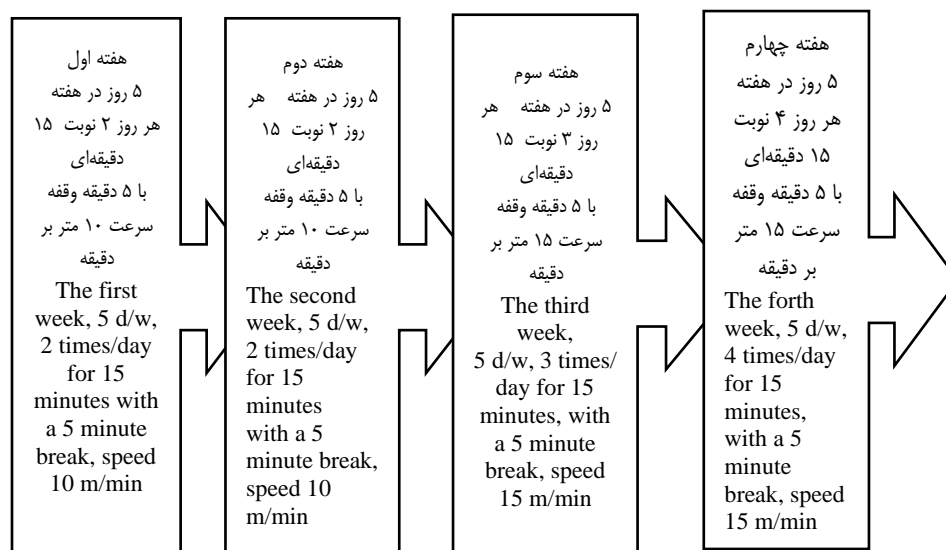 هفته اول
۵ روز در هفته
هر روز ۲ نوبت ۱۵
دقیقه‌ای
با ۵ دقیقه وقفه
سرعت ۱۰ متر بر
دقیقه
The first
week, 5 d/w,
2 times/day
for 15
minutes with
a 5 minute
break, speed
10 m/min
هفته دوم
۵ روز در هفته هر
روز ۲ نوبت ۱۵
دقیقه‌ای
با ۵ دقیقه وقفه
سرعت ۱۰ متر بر
دقیقه
The second
week, 5 d/w,
2 times/day
for 15
minutes
with a 5
minute break,
speed 10
m/min
هفته سوم
۵ روز در هفته هر
روز ۳ نوبت ۱۵
دقیقه‌ای
با ۵ دقیقه وقفه
سرعت ۱۵ متر بر
دقیقه
The third
week,
5 d/w, 3 times/
day for 15
minutes, with
a 5 minute
break, speed
15 m/min
هفته چهارم
۵ روز در هفته
هر روز ۴ نوبت
۱۵ دقیقه‌ای
با ۵ دقیقه وقفه
سرعت ۱۵ متر
بر دقیقه
The forth
week, 5 d/w,
4 times/day
for 15
minutes,
with a 5
minute
break, speed
15 m/min